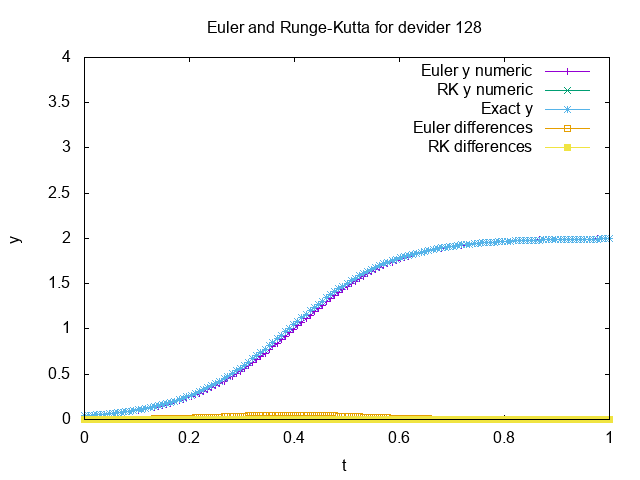 Euler and Runge-Kutta for devider 128
4
3.5
3
2.5
2
1.5
1
0.5
0
y
Euler y numeric
RK y numeric
Exact y
Euler differences
RK differences
0 0.2 0.4 0.6 0.8 1
t